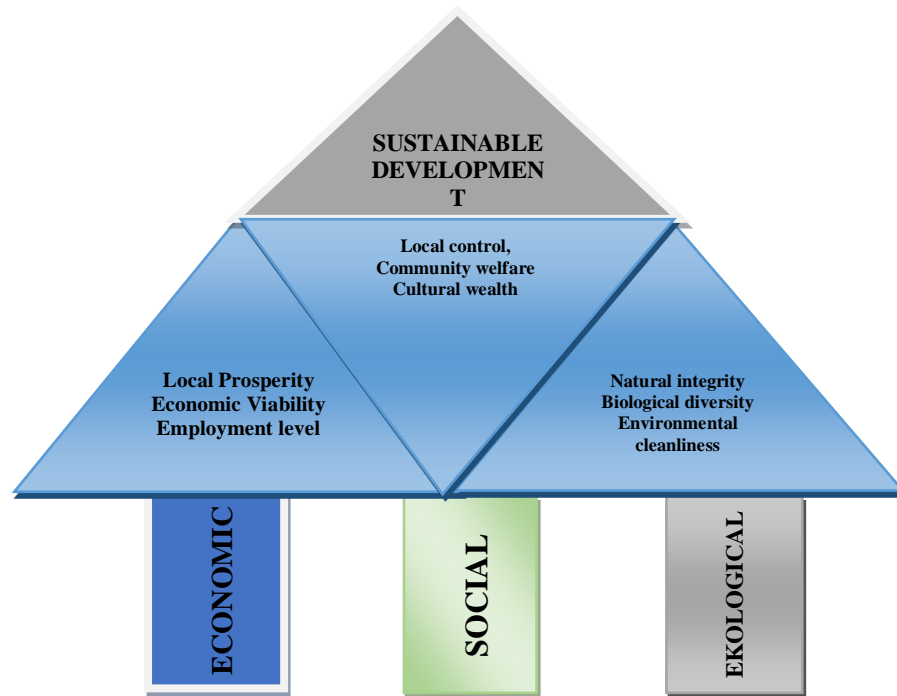 SUSTAINABLE
DEVELOPMEN
T
Local control,
Community welfare
Cultural wealth
Local Prosperity
Economic Viability
Employment level
Natural integrity
Biological diversity
Environmental
cleanliness
ECONOMIC
SOCIAL
EKOLOGICAL